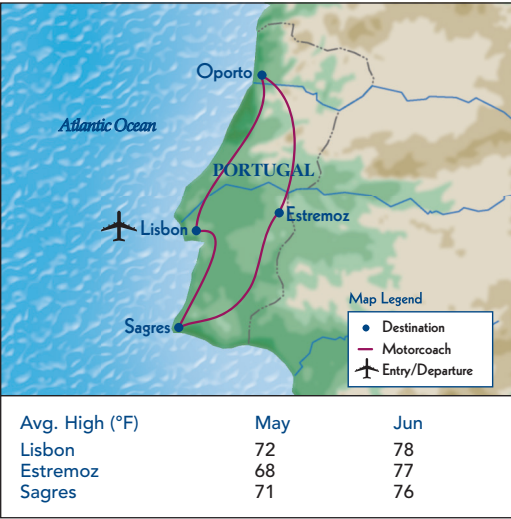 Oporto
Atlantic Ocean
PORTUGAL
Estremoz
Lisbon
Sagres
Map Legend
Destination
Motorcoach
Entry/Departure
Avg. High (°F) May Jun
Lisbon 72 78
Estremoz 68 77
Sagres 71 76